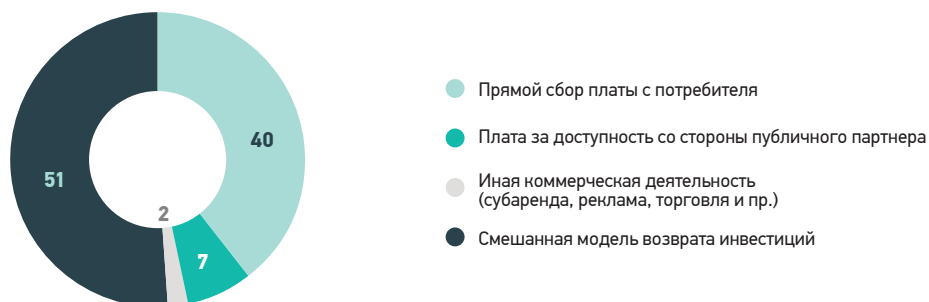 40
51
2
7
Прямой сбор платы с потребителя
Плата за доступность со стороны публичного партнера
Иная коммерческая деятельность
(субаренда, реклама, торговля и пр.)
Смешанная модель возврата инвестиций